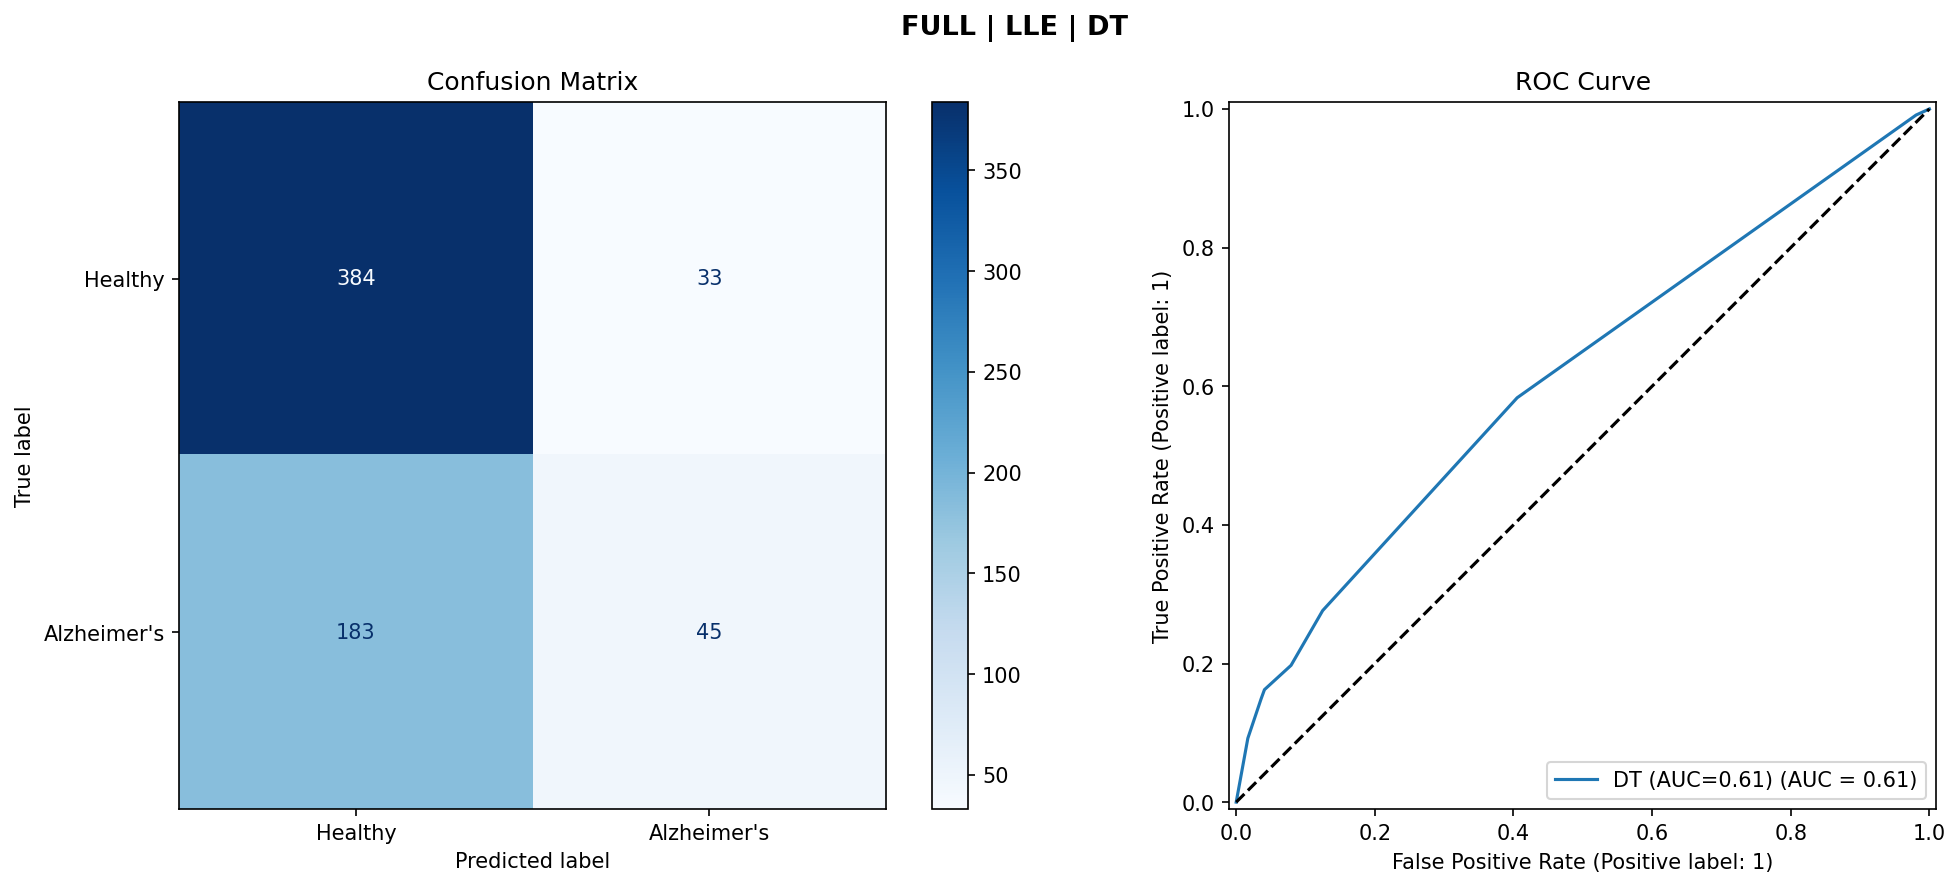 FULL | LLE | DT
Confusion Matrix
True label
Healthy
Alzheimer's
384
33
183
45
Healthy
Alzheimer's
Predicted label
350
300
250
200
150
100
50
ROC Curve
True Positive Rate (Positive label: 1)
1.0
0.8
0.6
0.4
0.2
0.0
DT (AUC=0.61) (AUC = 0.61)
0.0
0.2
0.4
0.6
0.8
1.0
False Positive Rate (Positive label: 1)